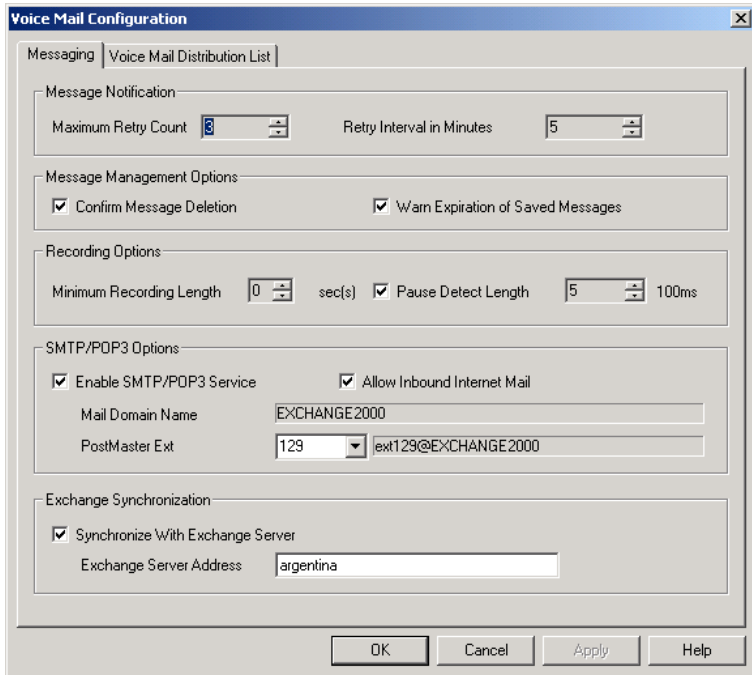 Voice Mail Configuration
Messaging Voice Mail Distribution List
Message Notification
Maximum Retry Count 3 Retry Interval in Minutes 5
Message Management Options
Confirm Message Deletion Warn Expiration of Saved Messages
Recording Options
Minimum Recording Length 0 sec(s) Pause Detect Length 5 100ms
SMTP/POP3 Options
Enable SMTP/POP3 Service Allow Inbound Internet Mail
Mail Domain Name EXCHANGE2000
PostMaster Ext 129 ext129@EXCHANGE2000
Exchange Synchronization
Synchronize With Exchange Server
Exchange Server Address argentina
OK Cancel Apply Help